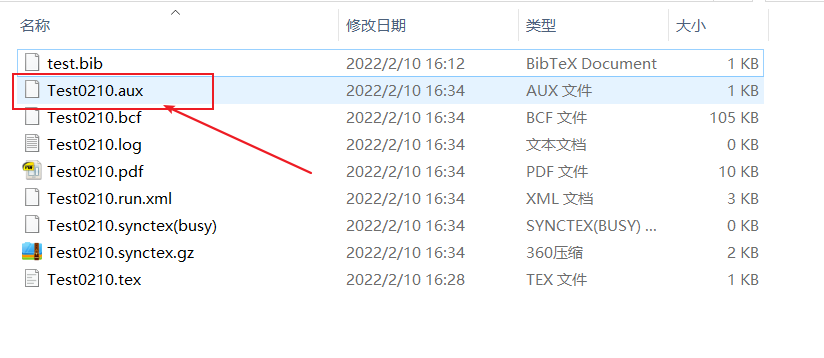 名称 修改日期 类型 大小
test.bib 2022/2/10 16:12 BibTeX Document 1 KB
Test0210.aux 2022/2/10 16:34 AUX 文件 1 KB
Test0210.bcf 2022/2/10 16:34 BCF 文件 105 KB
Test0210.log 2022/2/10 16:34 文本文档 0 KB
Test0210.pdf 2022/2/10 16:34 PDF 文件 10 KB
Test0210.run.xml 2022/2/10 16:34 XML 文档 3 KB
Test0210.synctex(busy) 2022/2/10 16:34 SYNCTEX(BUSY) ... 0 KB
Test0210.synctex.gz 2022/2/10 16:34 360压缩 2 KB
Test0210.tex 2022/2/10 16:28 TEX 文件 1 KB